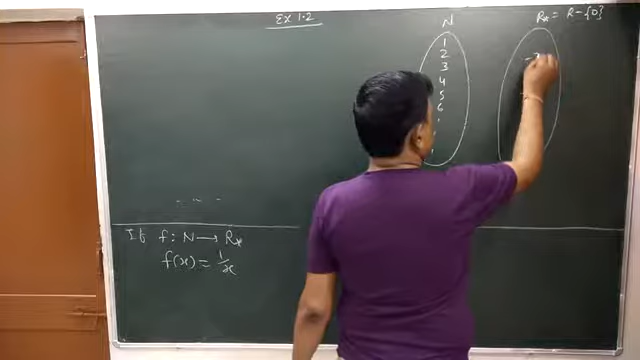 Ex 1.2
N
R* = R-{0}
1
2
3
4
5
6
.
.
.
If f: N → R*
f(x) = 1/x